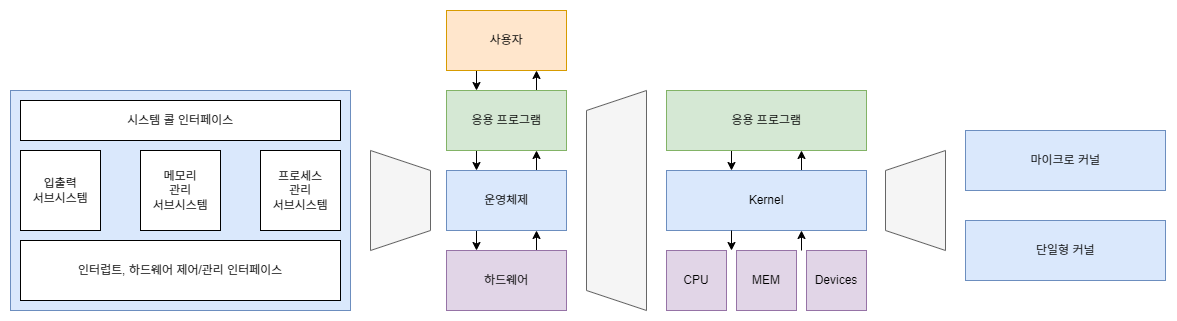 시스템 콜 인터페이스
입출력
서브시스템
메모리
관리
서브시스템
프로세스
관리
서브시스템
인터럽트, 하드웨어 제어/관리 인터페이스
사용자
응용 프로그램
운영체제
하드웨어
응용 프로그램
Kernel
CPU
MEM
Devices
마이크로 커널
단일형 커널